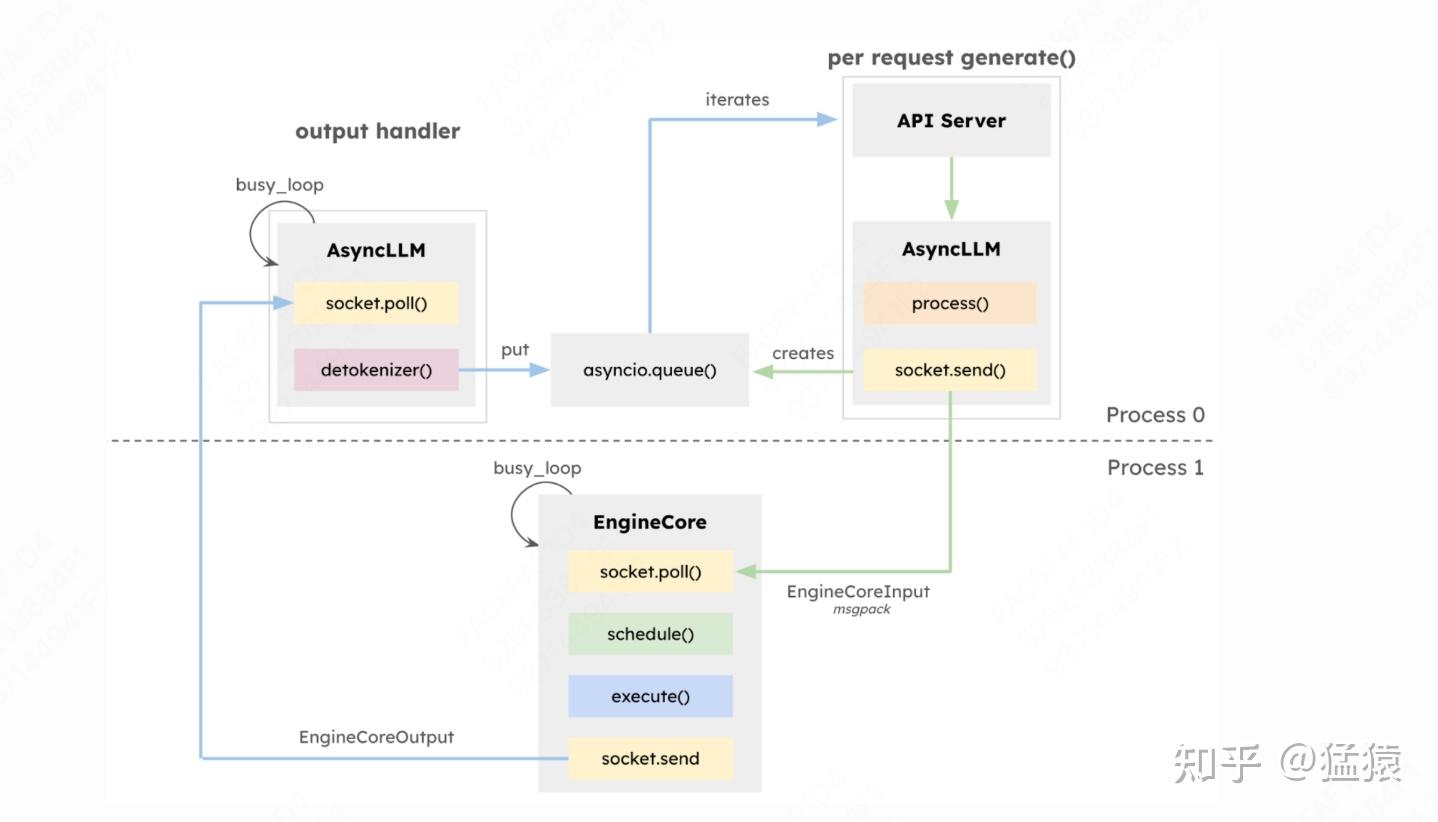 per request generate()
iterates
API Server
output handler
busy_loop
AsyncLLM
AsyncLLM
socket.poll()
process()
put
creates
detokenizer()
asyncio.queue()
socket.send()
Process 0
busy_loop
Process 1
EngineCore
socket.poll()
EngineCoreInput
msgpack
schedule()
execute()
EngineCoreOutput
socket.send
知乎 @猛猿